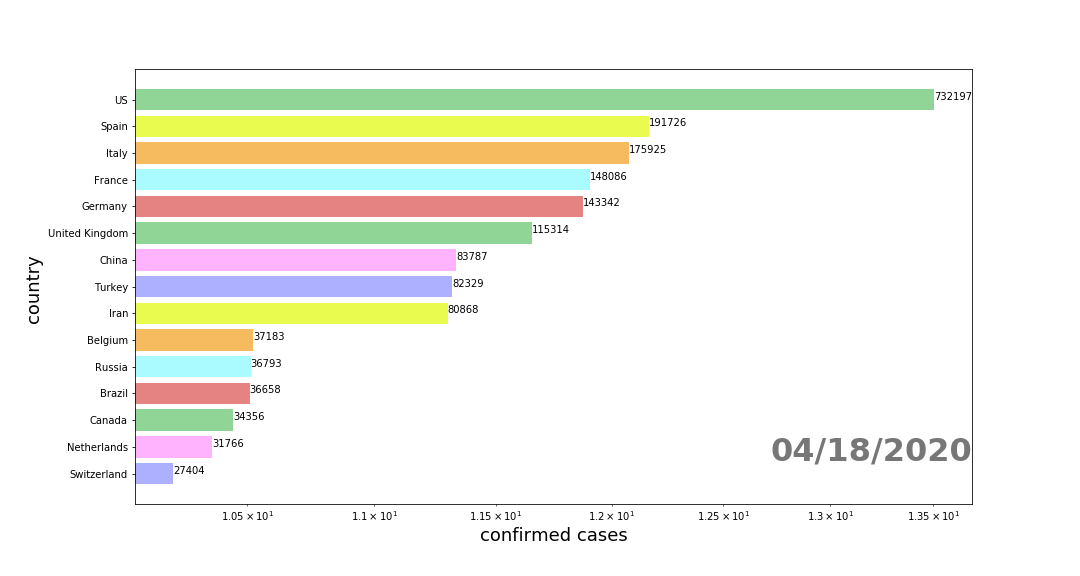 US 732197
Spain 191726
Italy 175925
France 148086
Germany 143342
United Kingdom 115314
China 83787
Turkey 82329
Iran 80868
Belgium 37183
Russia 36793
Brazil 36658
Canada 34356
Netherlands 31766
Switzerland 27404
country
04/18/2020
1.05 × 10¹ 1.1 × 10¹ 1.15 × 10¹ 1.2 × 10¹ 1.25 × 10¹ 1.3 × 10¹ 1.35 × 10¹
confirmed cases